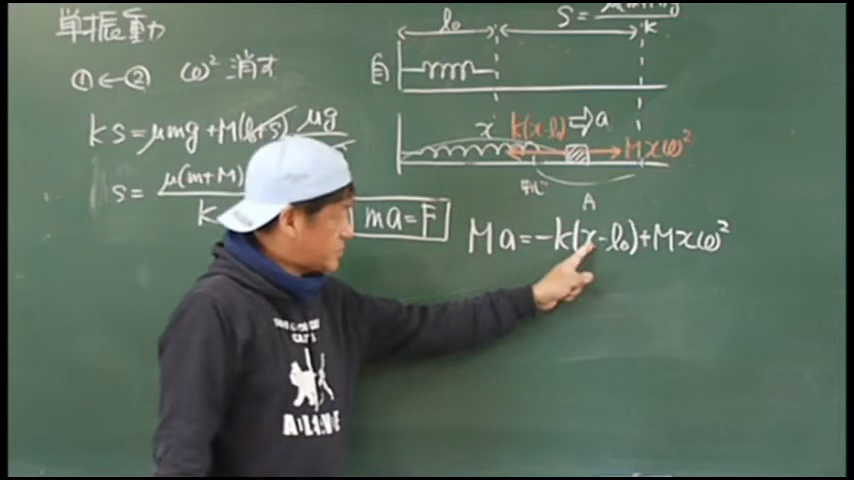 単振動
①←② ω² 消す
ks=μmg+M(l₀+s) μg
s= μ(m+M)
k
ma=F
l₀
s= k
自
x k(x-l₀) ⇒a
Mxω²
A
Ma=-k(x-l₀)+Mxω²